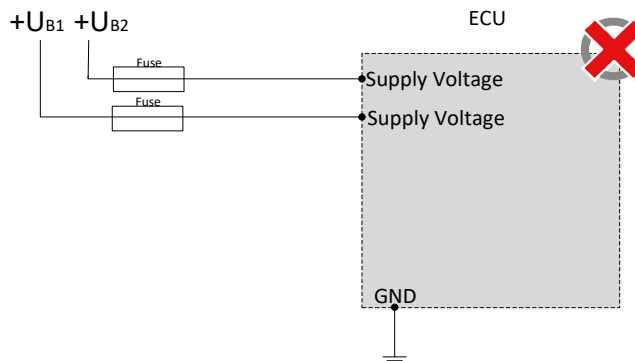 +UB1 +UB2
ECU
Fuse
Supply Voltage
Fuse
Supply Voltage
GND